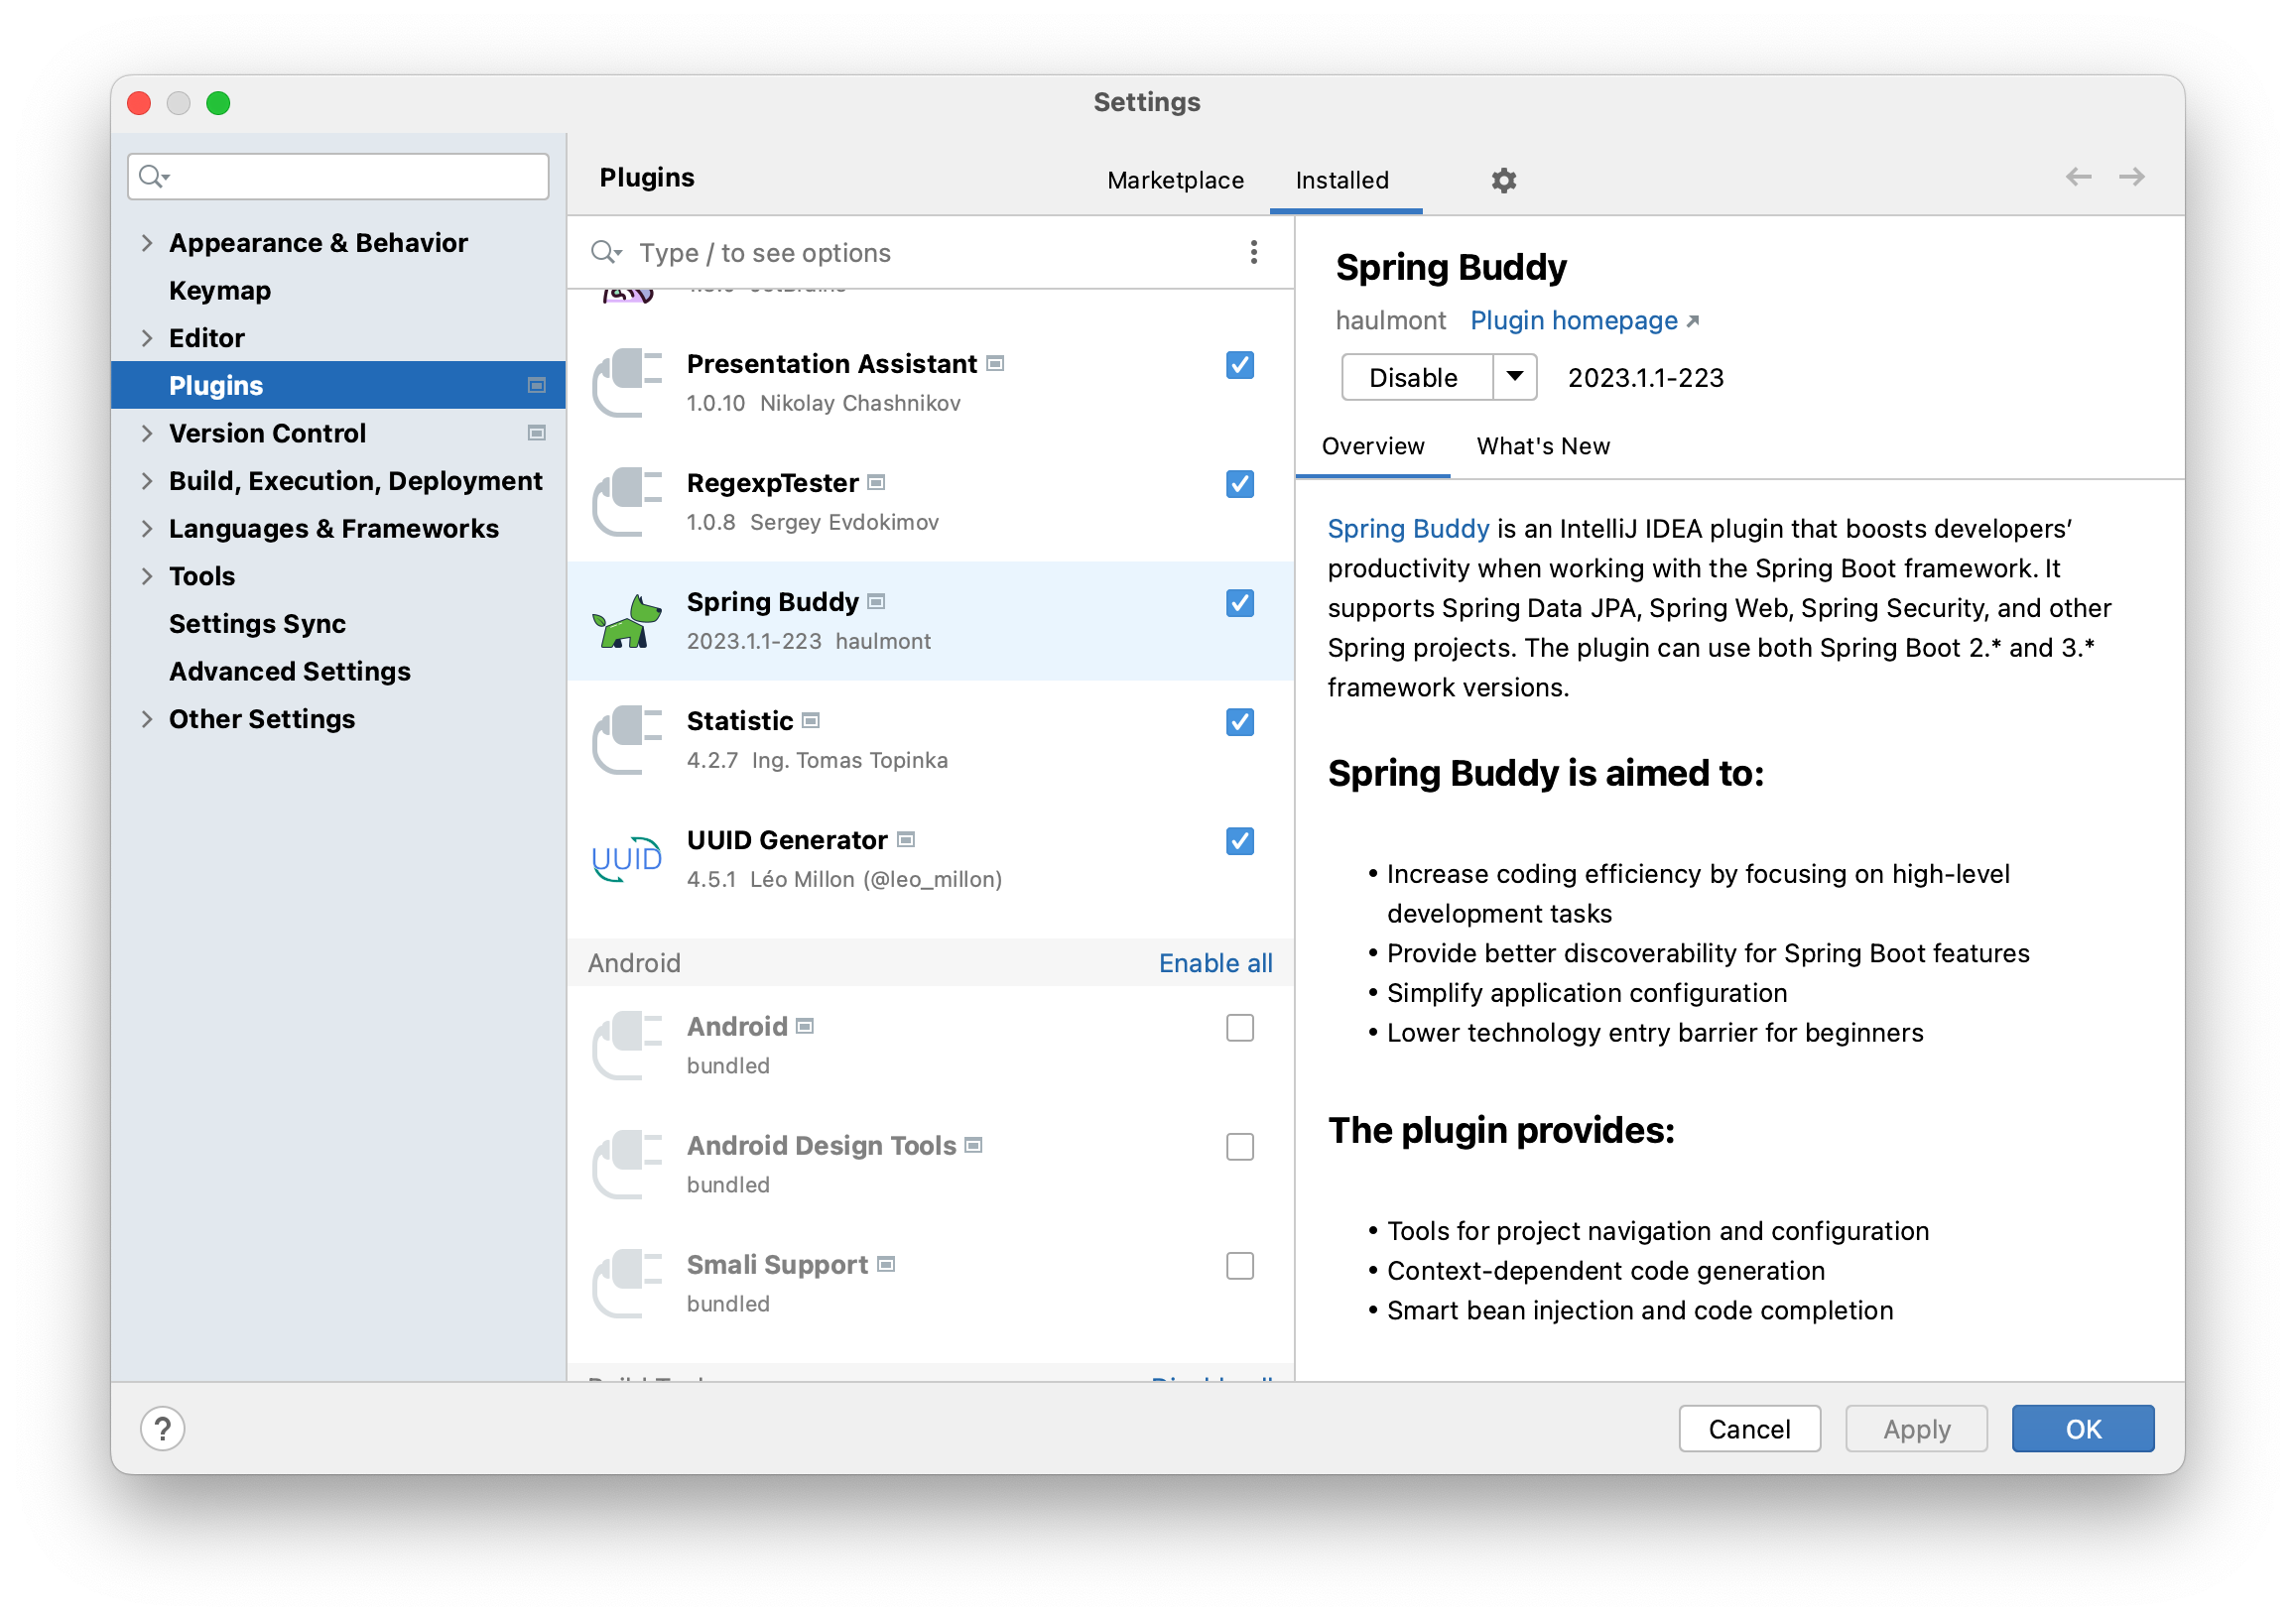 Settings
Appearance & Behavior
Keymap
Editor
Plugins
Version Control
Build, Execution, Deployment
Languages & Frameworks
Tools
Settings Sync
Advanced Settings
Other Settings
Plugins
Marketplace
Installed
Type / to see options
Presentation Assistant
1.0.10 Nikolay Chashnikov
RegexpTester
1.0.8 Sergey Evdokimov
Spring Buddy
2023.1.1-223 haulmont
Statistic
4.2.7 Ing. Tomas Topinka
UUID
UUID Generator
4.5.1 Léo Millon (@leo_millon)
Android Enable all
Android
bundled
Android Design Tools
bundled
Smali Support
bundled
Spring Buddy
haulmont Plugin homepage
Disable 2023.1.1-223
Overview What's New
Spring Buddy is an IntelliJ IDEA plugin that boosts developers’
productivity when working with the Spring Boot framework. It
supports Spring Data JPA, Spring Web, Spring Security, and other
Spring projects. The plugin can use both Spring Boot 2.* and 3.*
framework versions.
Spring Buddy is aimed to:
• Increase coding efficiency by focusing on high-level
development tasks
• Provide better discoverability for Spring Boot features
• Simplify application configuration
• Lower technology entry barrier for beginners
The plugin provides:
• Tools for project navigation and configuration
• Context-dependent code generation
• Smart bean injection and code completion
?
Cancel
Apply
OK